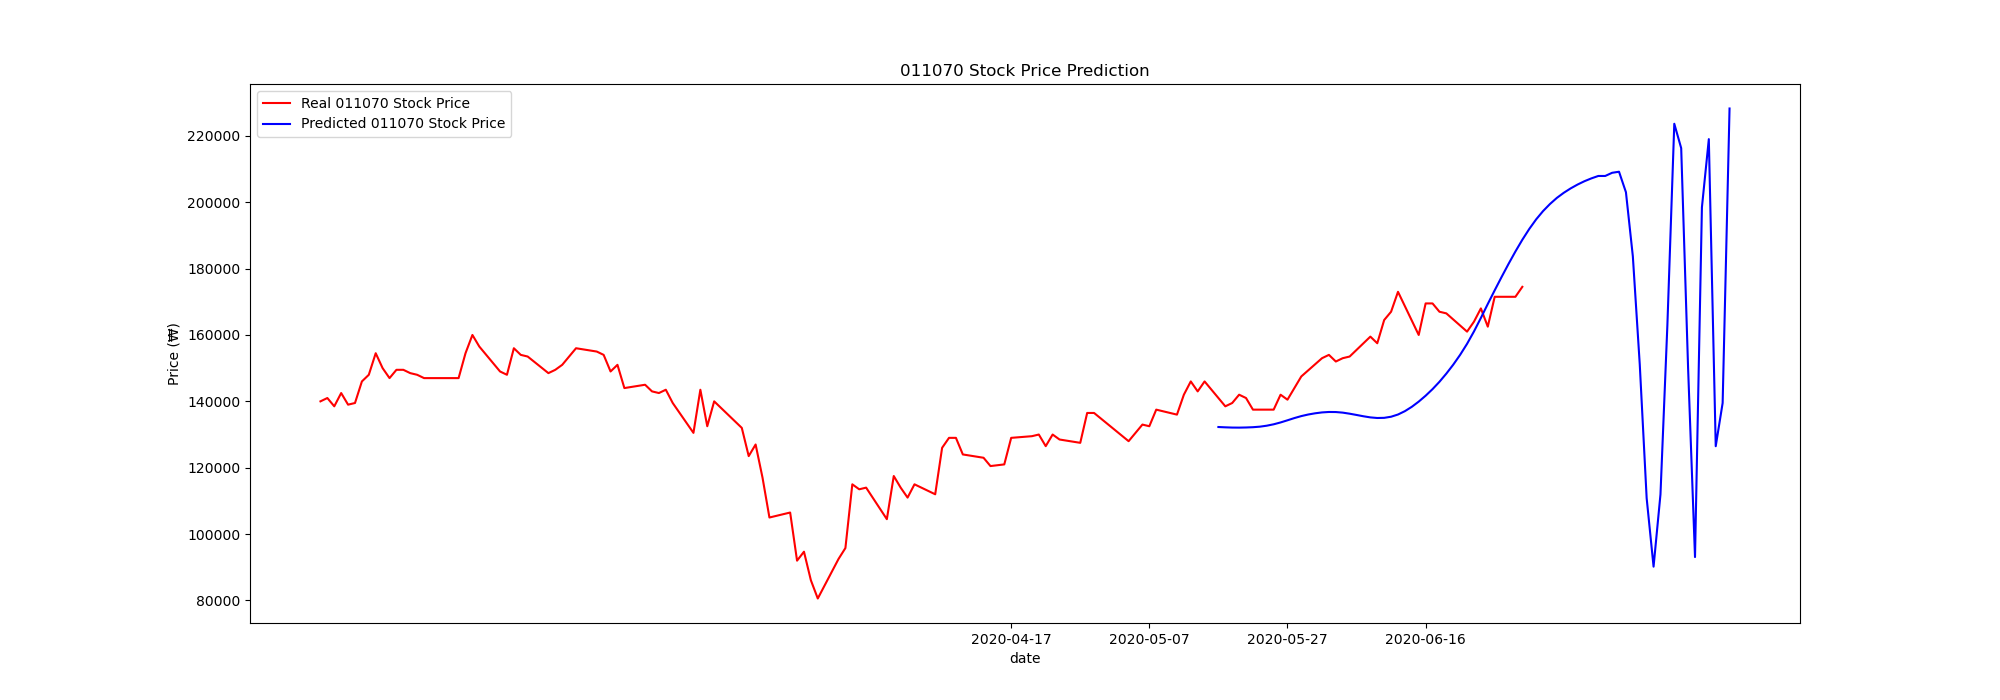 011070 Stock Price Prediction
Real 011070 Stock Price
Predicted 011070 Stock Price
Price (₩)
220000
200000
180000
160000
140000
120000
100000
80000
2020-04-17 2020-05-07 2020-05-27 2020-06-16
date